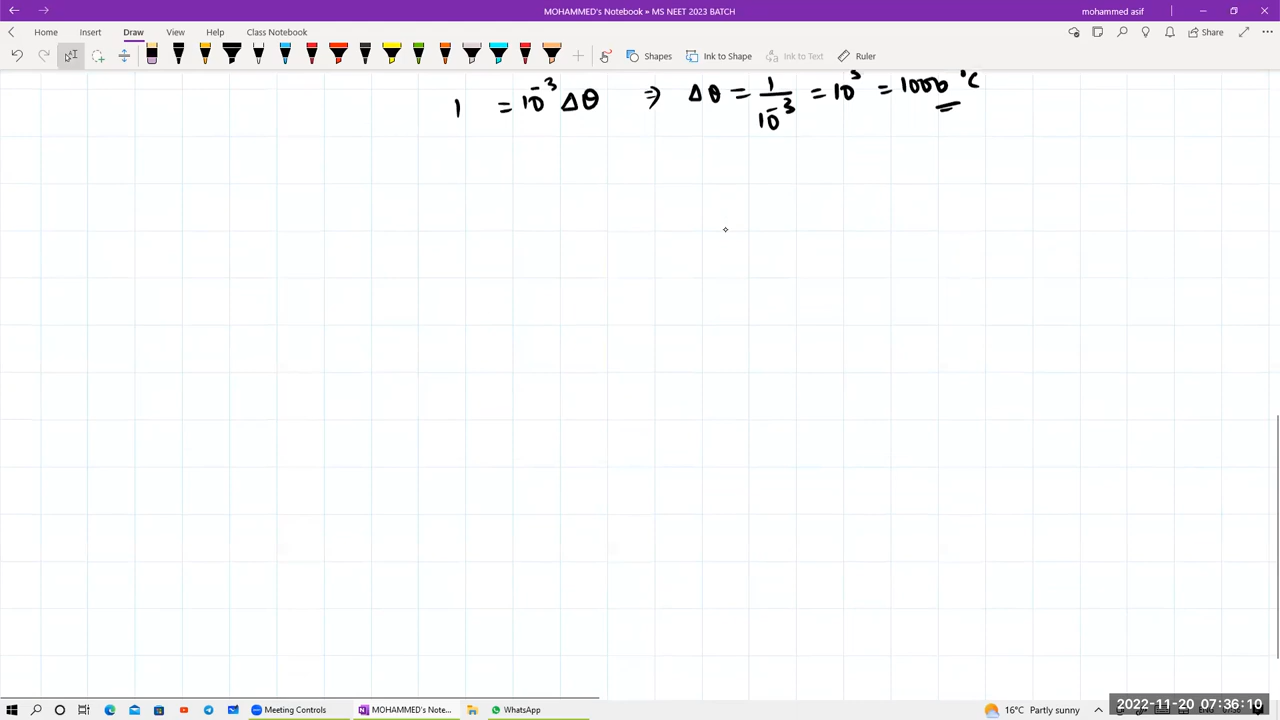 MOHAMMED's Notebook » MS NEET 2023 BATCH
mohammed asif
Home Insert Draw View Help Class Notebook
Share
Shapes Ink to Shape Ink to Text Ruler
1 = 10⁻³ Δθ ⇒ Δθ = 1/10⁻³ = 10³ = 1000 °C
Meeting Controls MOHAMMED's Note... WhatsApp
16°C Partly sunny
2022-11-20 07:36:10